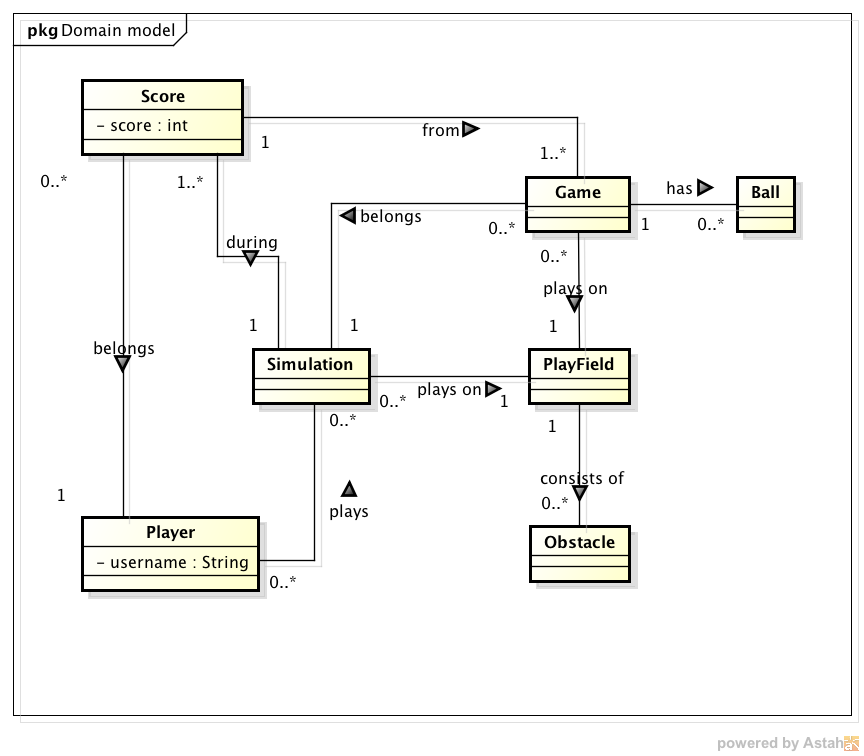 pkg Domain model
Score
- score : int
1
from
0..*
1..*
1..*
Game
has
Ball
belongs
0..*
1
0..*
during
0..*
plays on
1
1
1
belongs
Simulation
PlayField
0..*
plays on
1
0..*
1
consists of
0..*
1
plays
Player
- username : String
0..*
Obstacle
powered by Astah